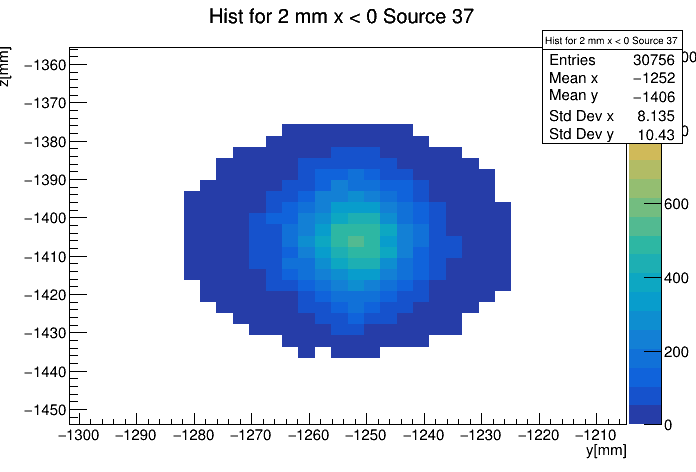 Hist for 2 mm x < 0 Source 37
Hist for 2 mm x < 0 Source 37
Entries 30756
Mean x −1252
Mean y −1406
Std Dev x 8.135
Std Dev y 10.43
z[mm]
−1360
−1370
−1380
−1390
−1400
−1410
−1420
−1430
−1440
−1450
−1300 −1290 −1280 −1270 −1260 −1250 −1240 −1230 −1220 −1210
y[mm]
600
400
200
0